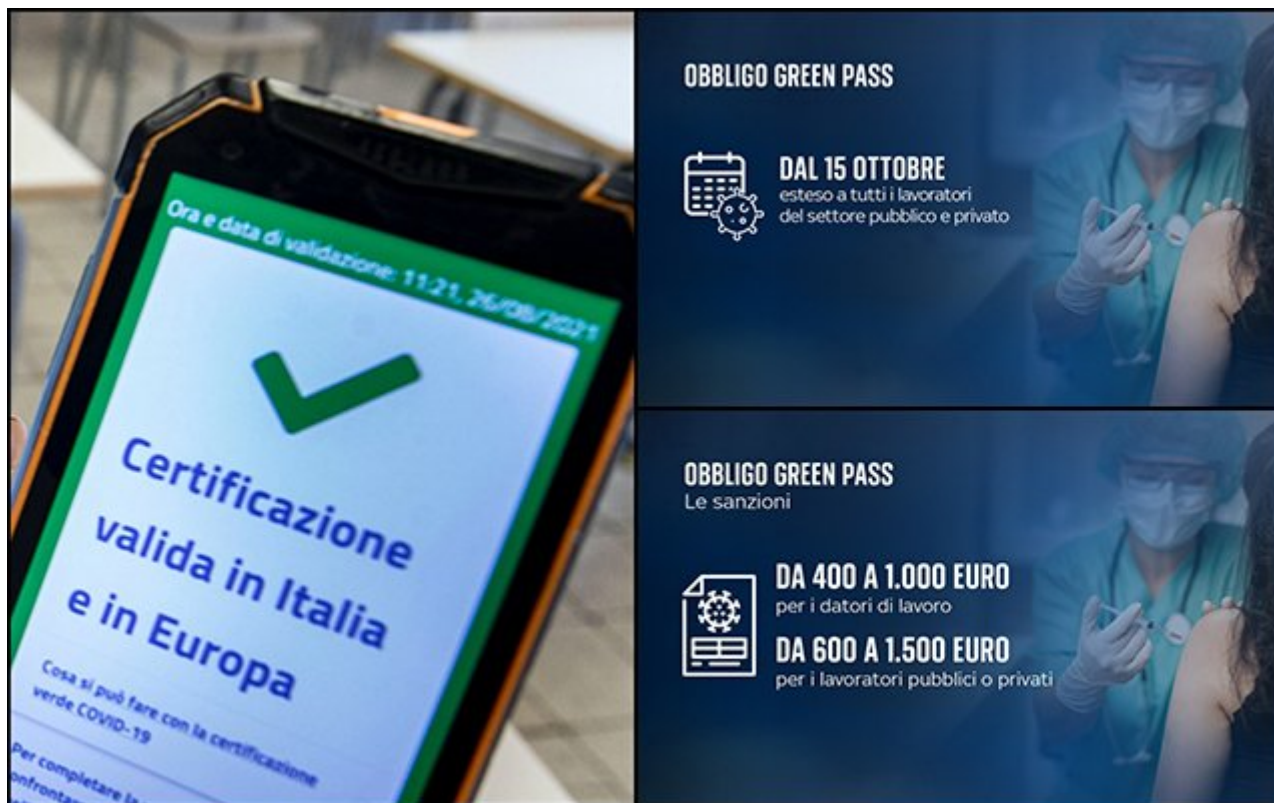 Ora e data di validazione: 11:21, 26/08/2021
Certificazione
valida in Italia
e in Europa
Cosa si può fare con la certificazione
verde COVID-19
Per completare la
OBBLIGO GREEN PASS
DAL 15 OTTOBRE
esteso a tutti i lavoratori
del settore pubblico e privato
OBBLIGO GREEN PASS
Le sanzioni
DA 400 A 1.000 EURO
per i datori di lavoro
DA 600 A 1.500 EURO
per i lavoratori pubblici o privati